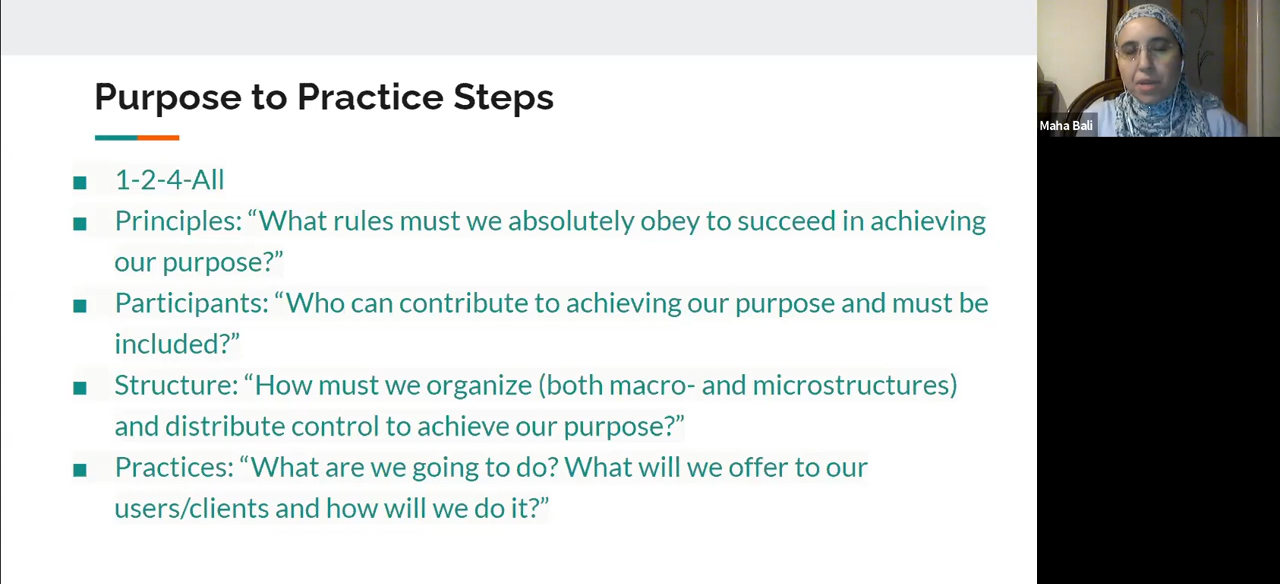 Purpose to Practice Steps
1-2-4-All
Principles: “What rules must we absolutely obey to succeed in achieving
our purpose?”
Participants: “Who can contribute to achieving our purpose and must be
included?”
Structure: “How must we organize (both macro- and microstructures)
and distribute control to achieve our purpose?”
Practices: “What are we going to do? What will we offer to our
users/clients and how will we do it?”
Maha Bali